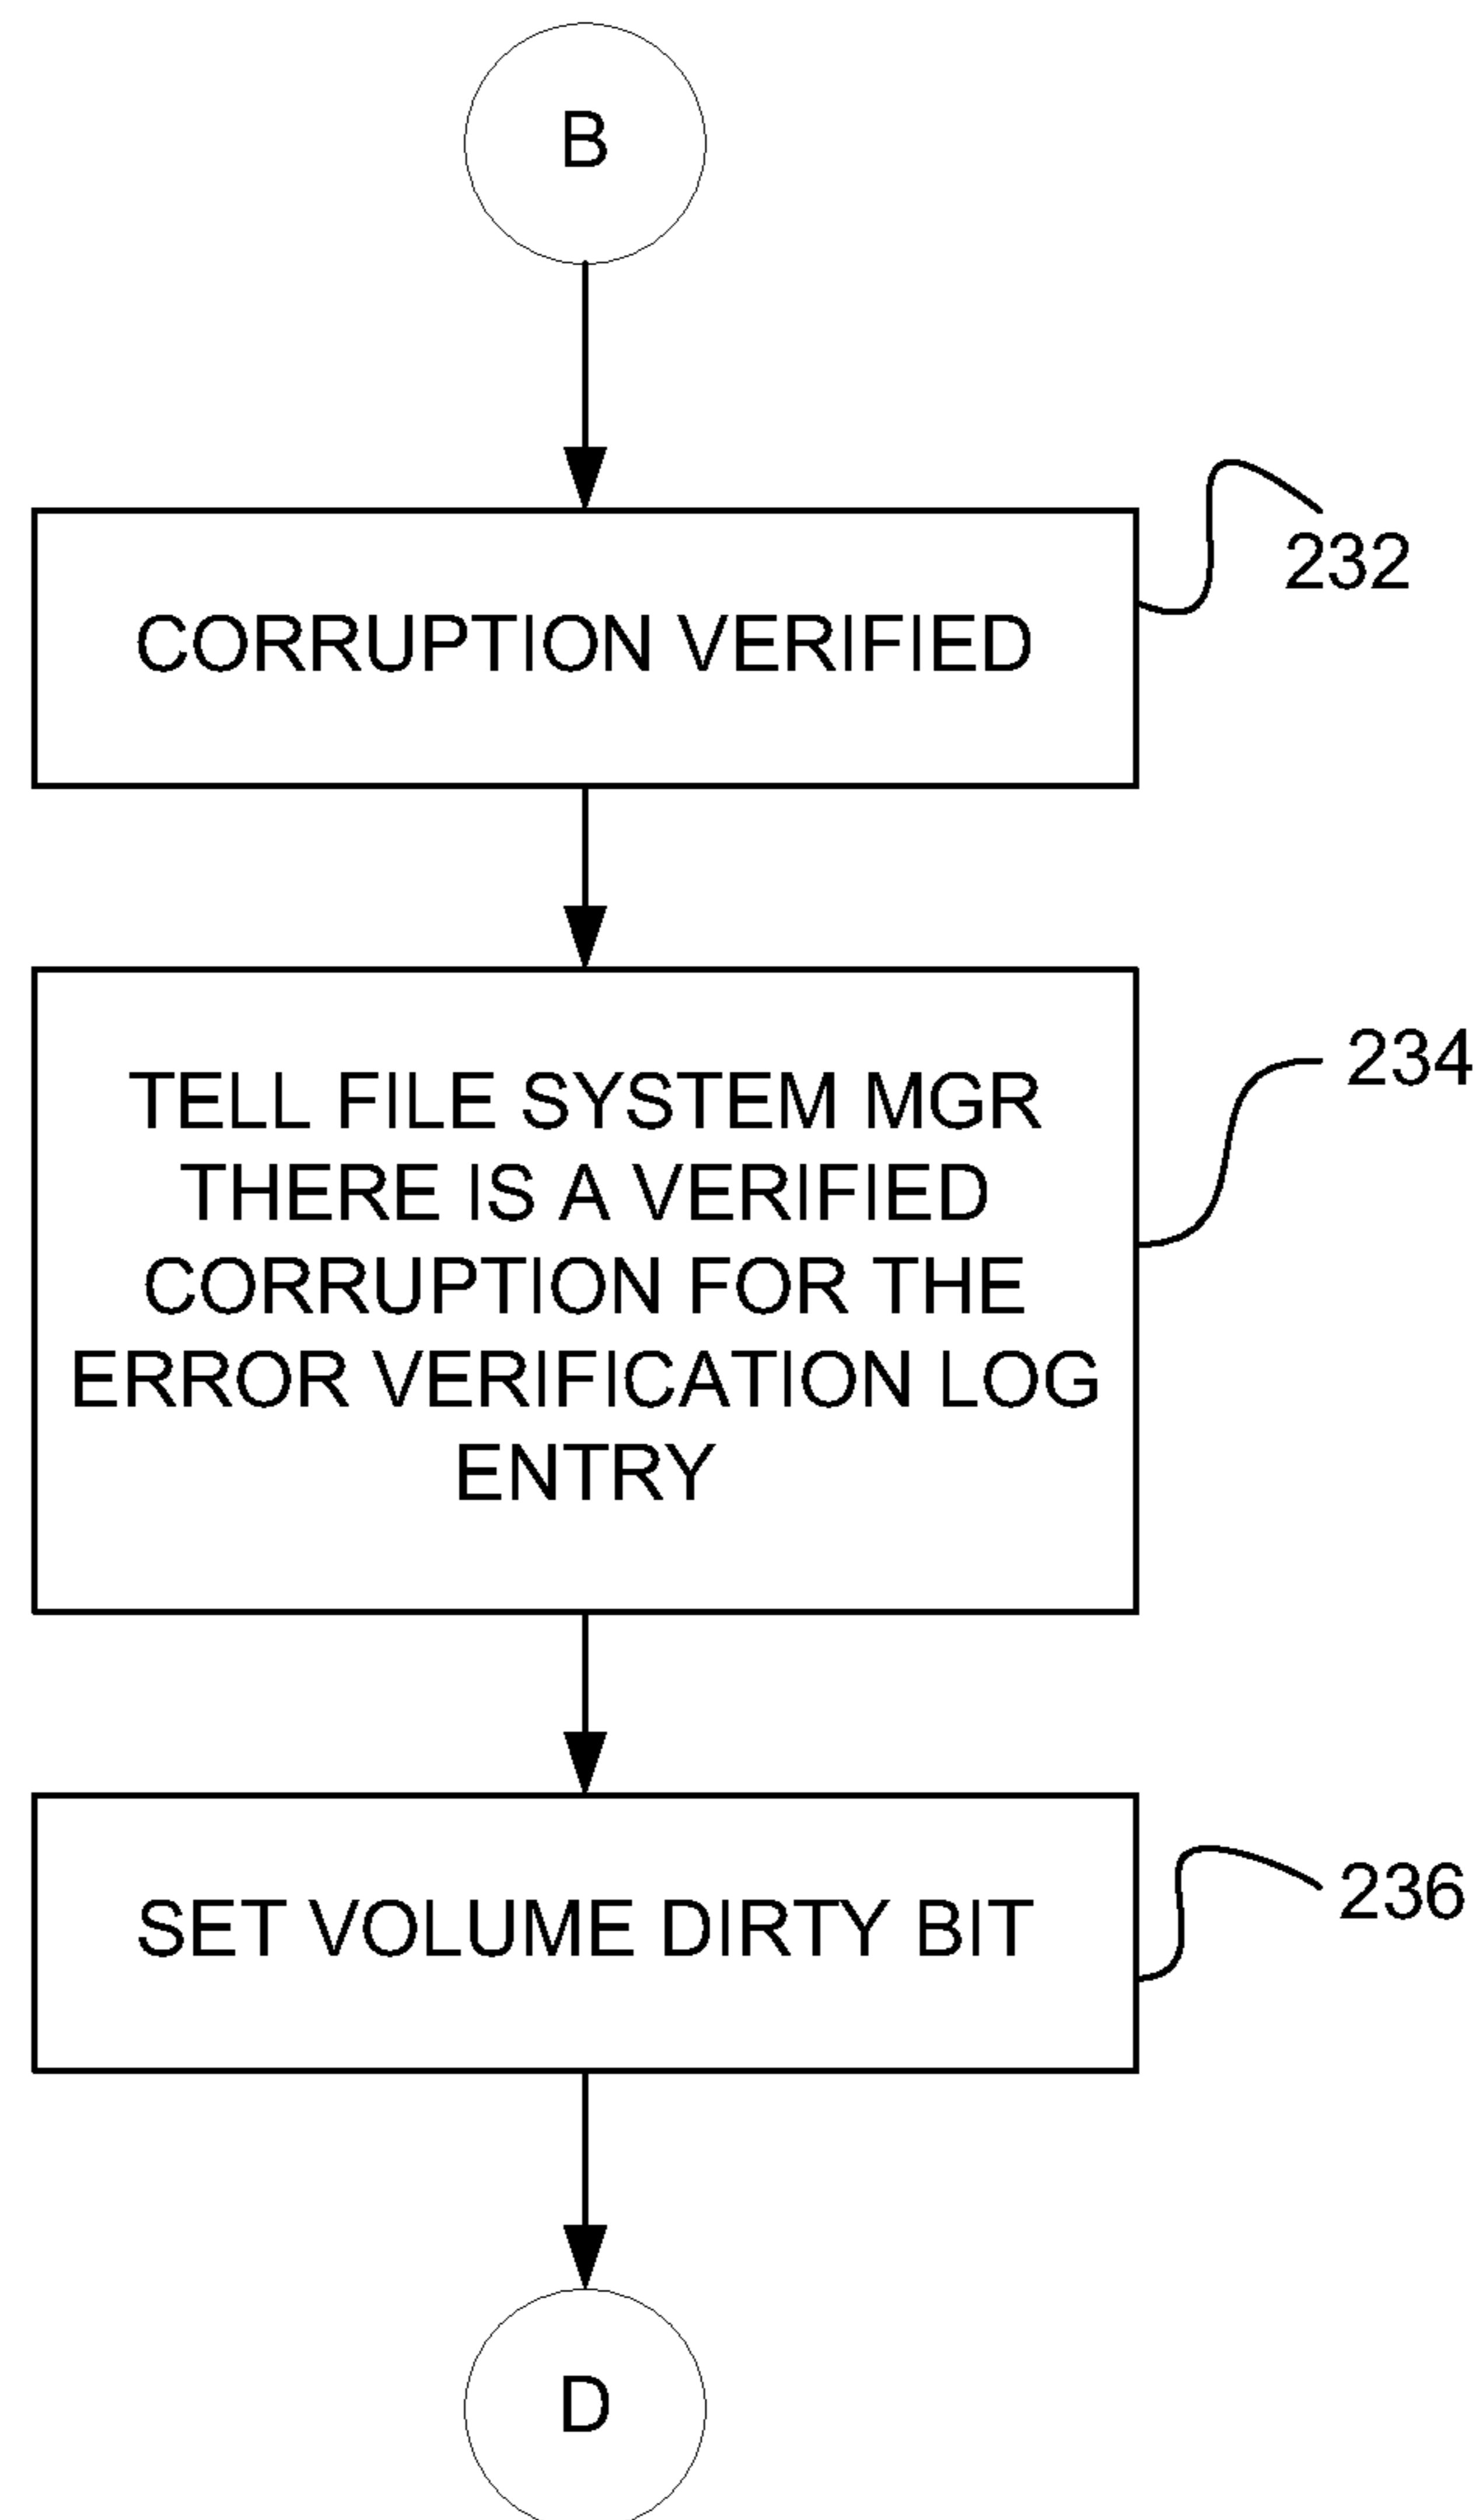 B
232
CORRUPTION VERIFIED
234
TELL FILE SYSTEM MGR
THERE IS A VERIFIED
CORRUPTION FOR THE
ERROR VERIFICATION LOG
ENTRY
236
SET VOLUME DIRTY BIT
D